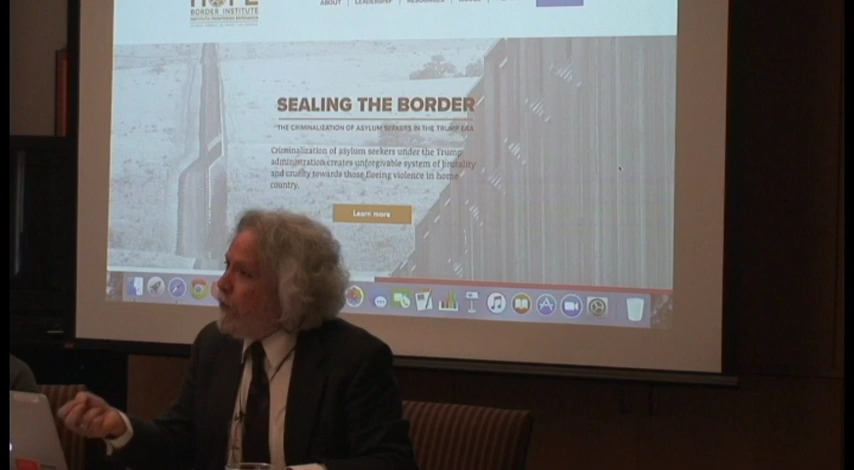 HOPE
BORDER INSTITUTE
ABOUT | LEADERSHIP | RESOURCES
SEALING THE BORDER
THE CRIMINALIZATION OF ASYLUM SEEKERS IN THE TRUMP ERA
Criminalization of asylum seekers under the Trump
administration creates unforgivable system of brutality
and cruelty towards those fleeing violence in home
country.
Learn more